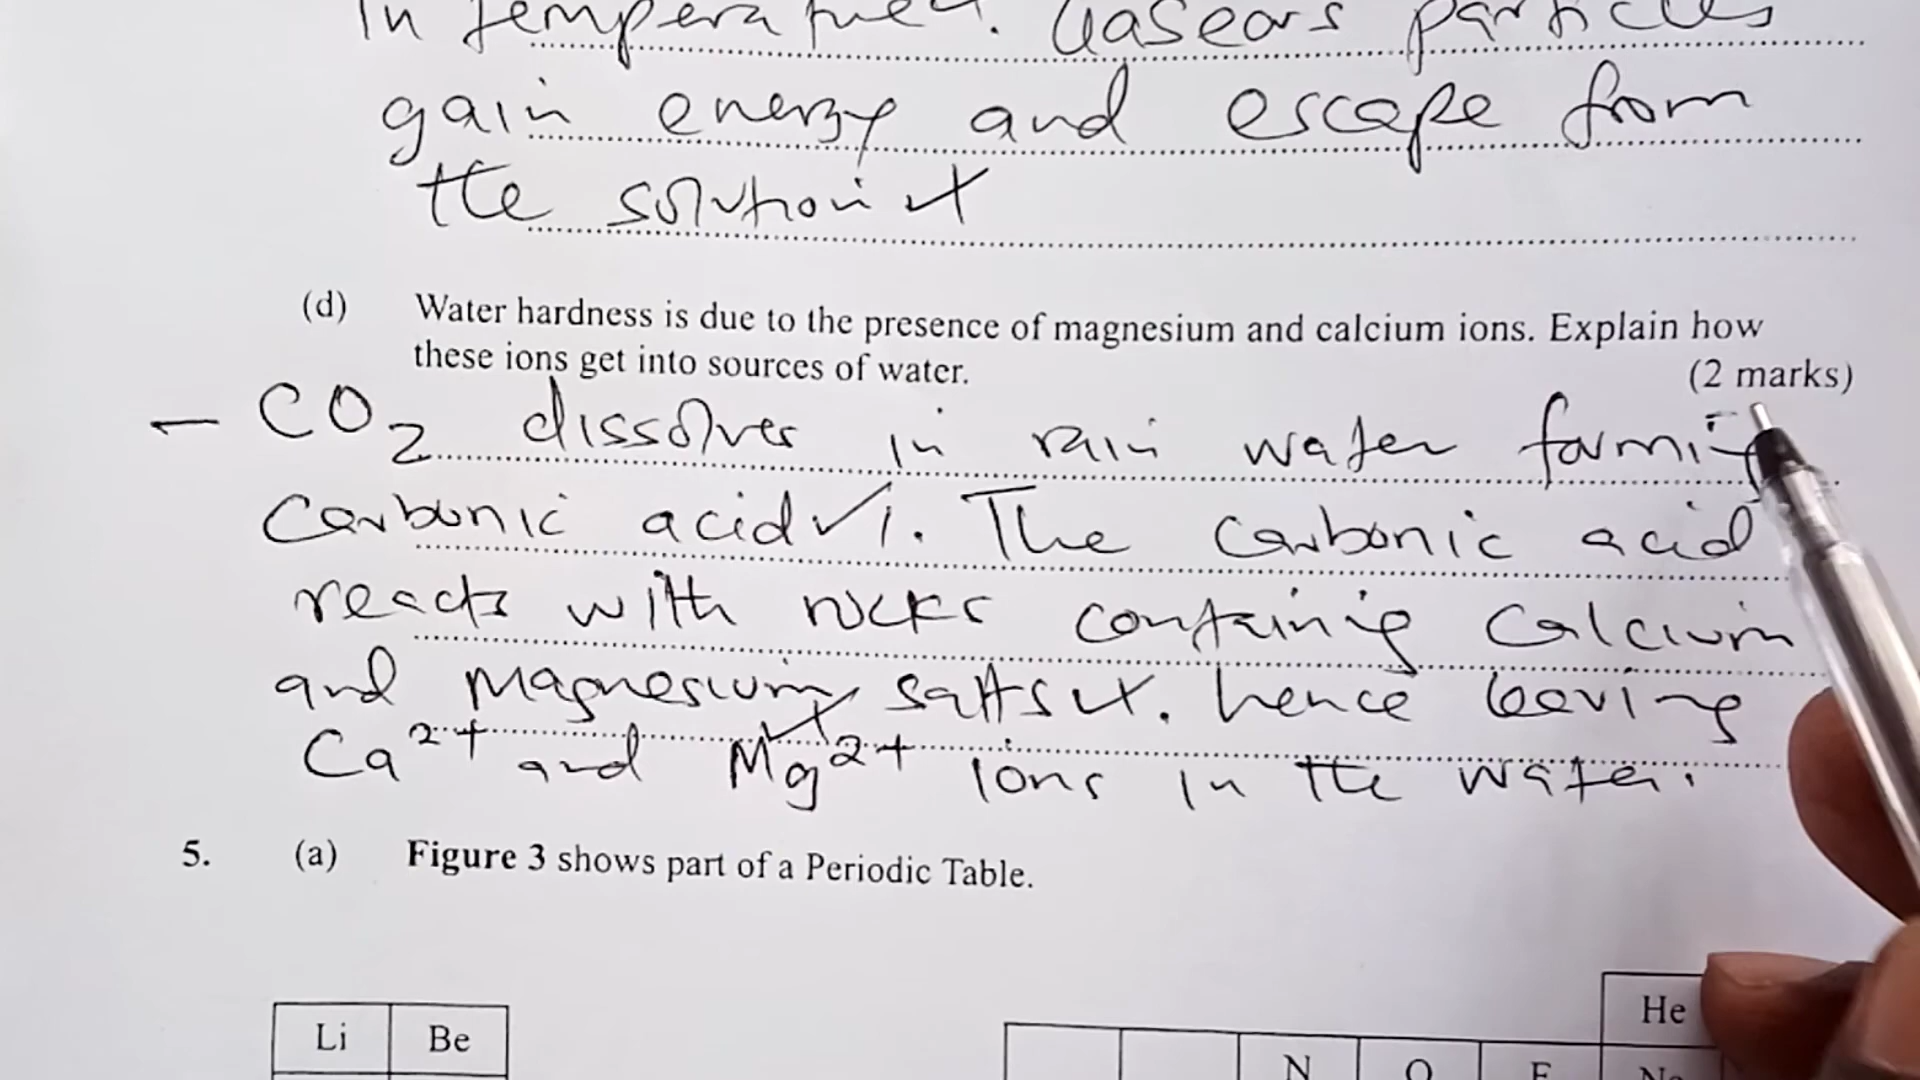 in temperature. Gaseous particles
gain energy and escape from
the solution ✓
(d) Water hardness is due to the presence of magnesium and calcium ions. Explain how
these ions get into sources of water. (2 marks)
– CO2 dissolves in rain water forming
Carbonic acid ✓1. The carbonic acid
reacts with rocks containing calcium
and magnesium salts ✓. hence leaving
Ca2+ and Mg2+ ions in the water.
5. (a) Figure 3 shows part of a Periodic Table.
He
Li Be
N O F Ne